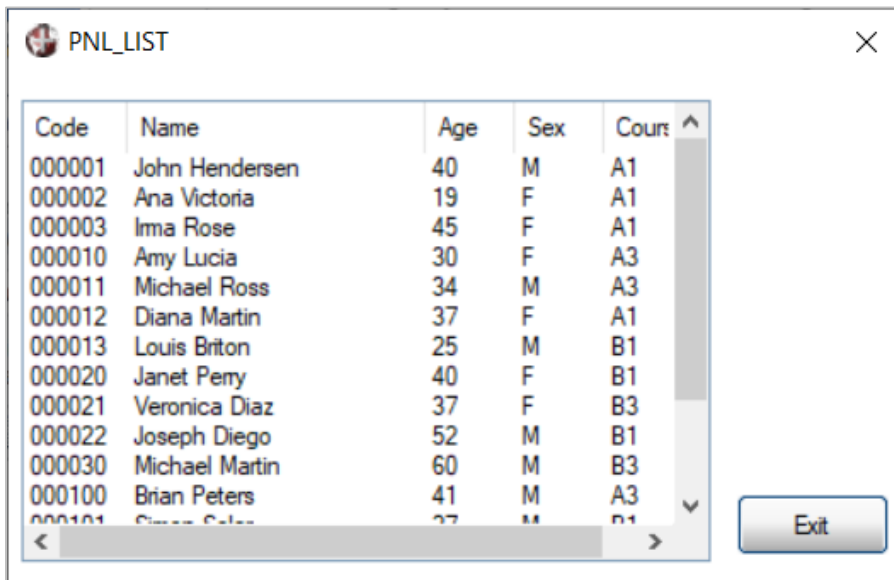 PNL_LIST
Code Name Age Sex Cours
000001 John Hendersen 40 M A1
000002 Ana Victoria 19 F A1
000003 Irma Rose 45 F A1
000010 Amy Lucia 30 F A3
000011 Michael Ross 34 M A3
000012 Diana Martin 37 F A1
000013 Louis Briton 25 M B1
000020 Janet Perry 40 F B1
000021 Veronica Diaz 37 F B3
000022 Joseph Diego 52 M B1
000030 Michael Martin 60 M B3
000100 Brian Peters 41 M A3
000101 M B1
Exit